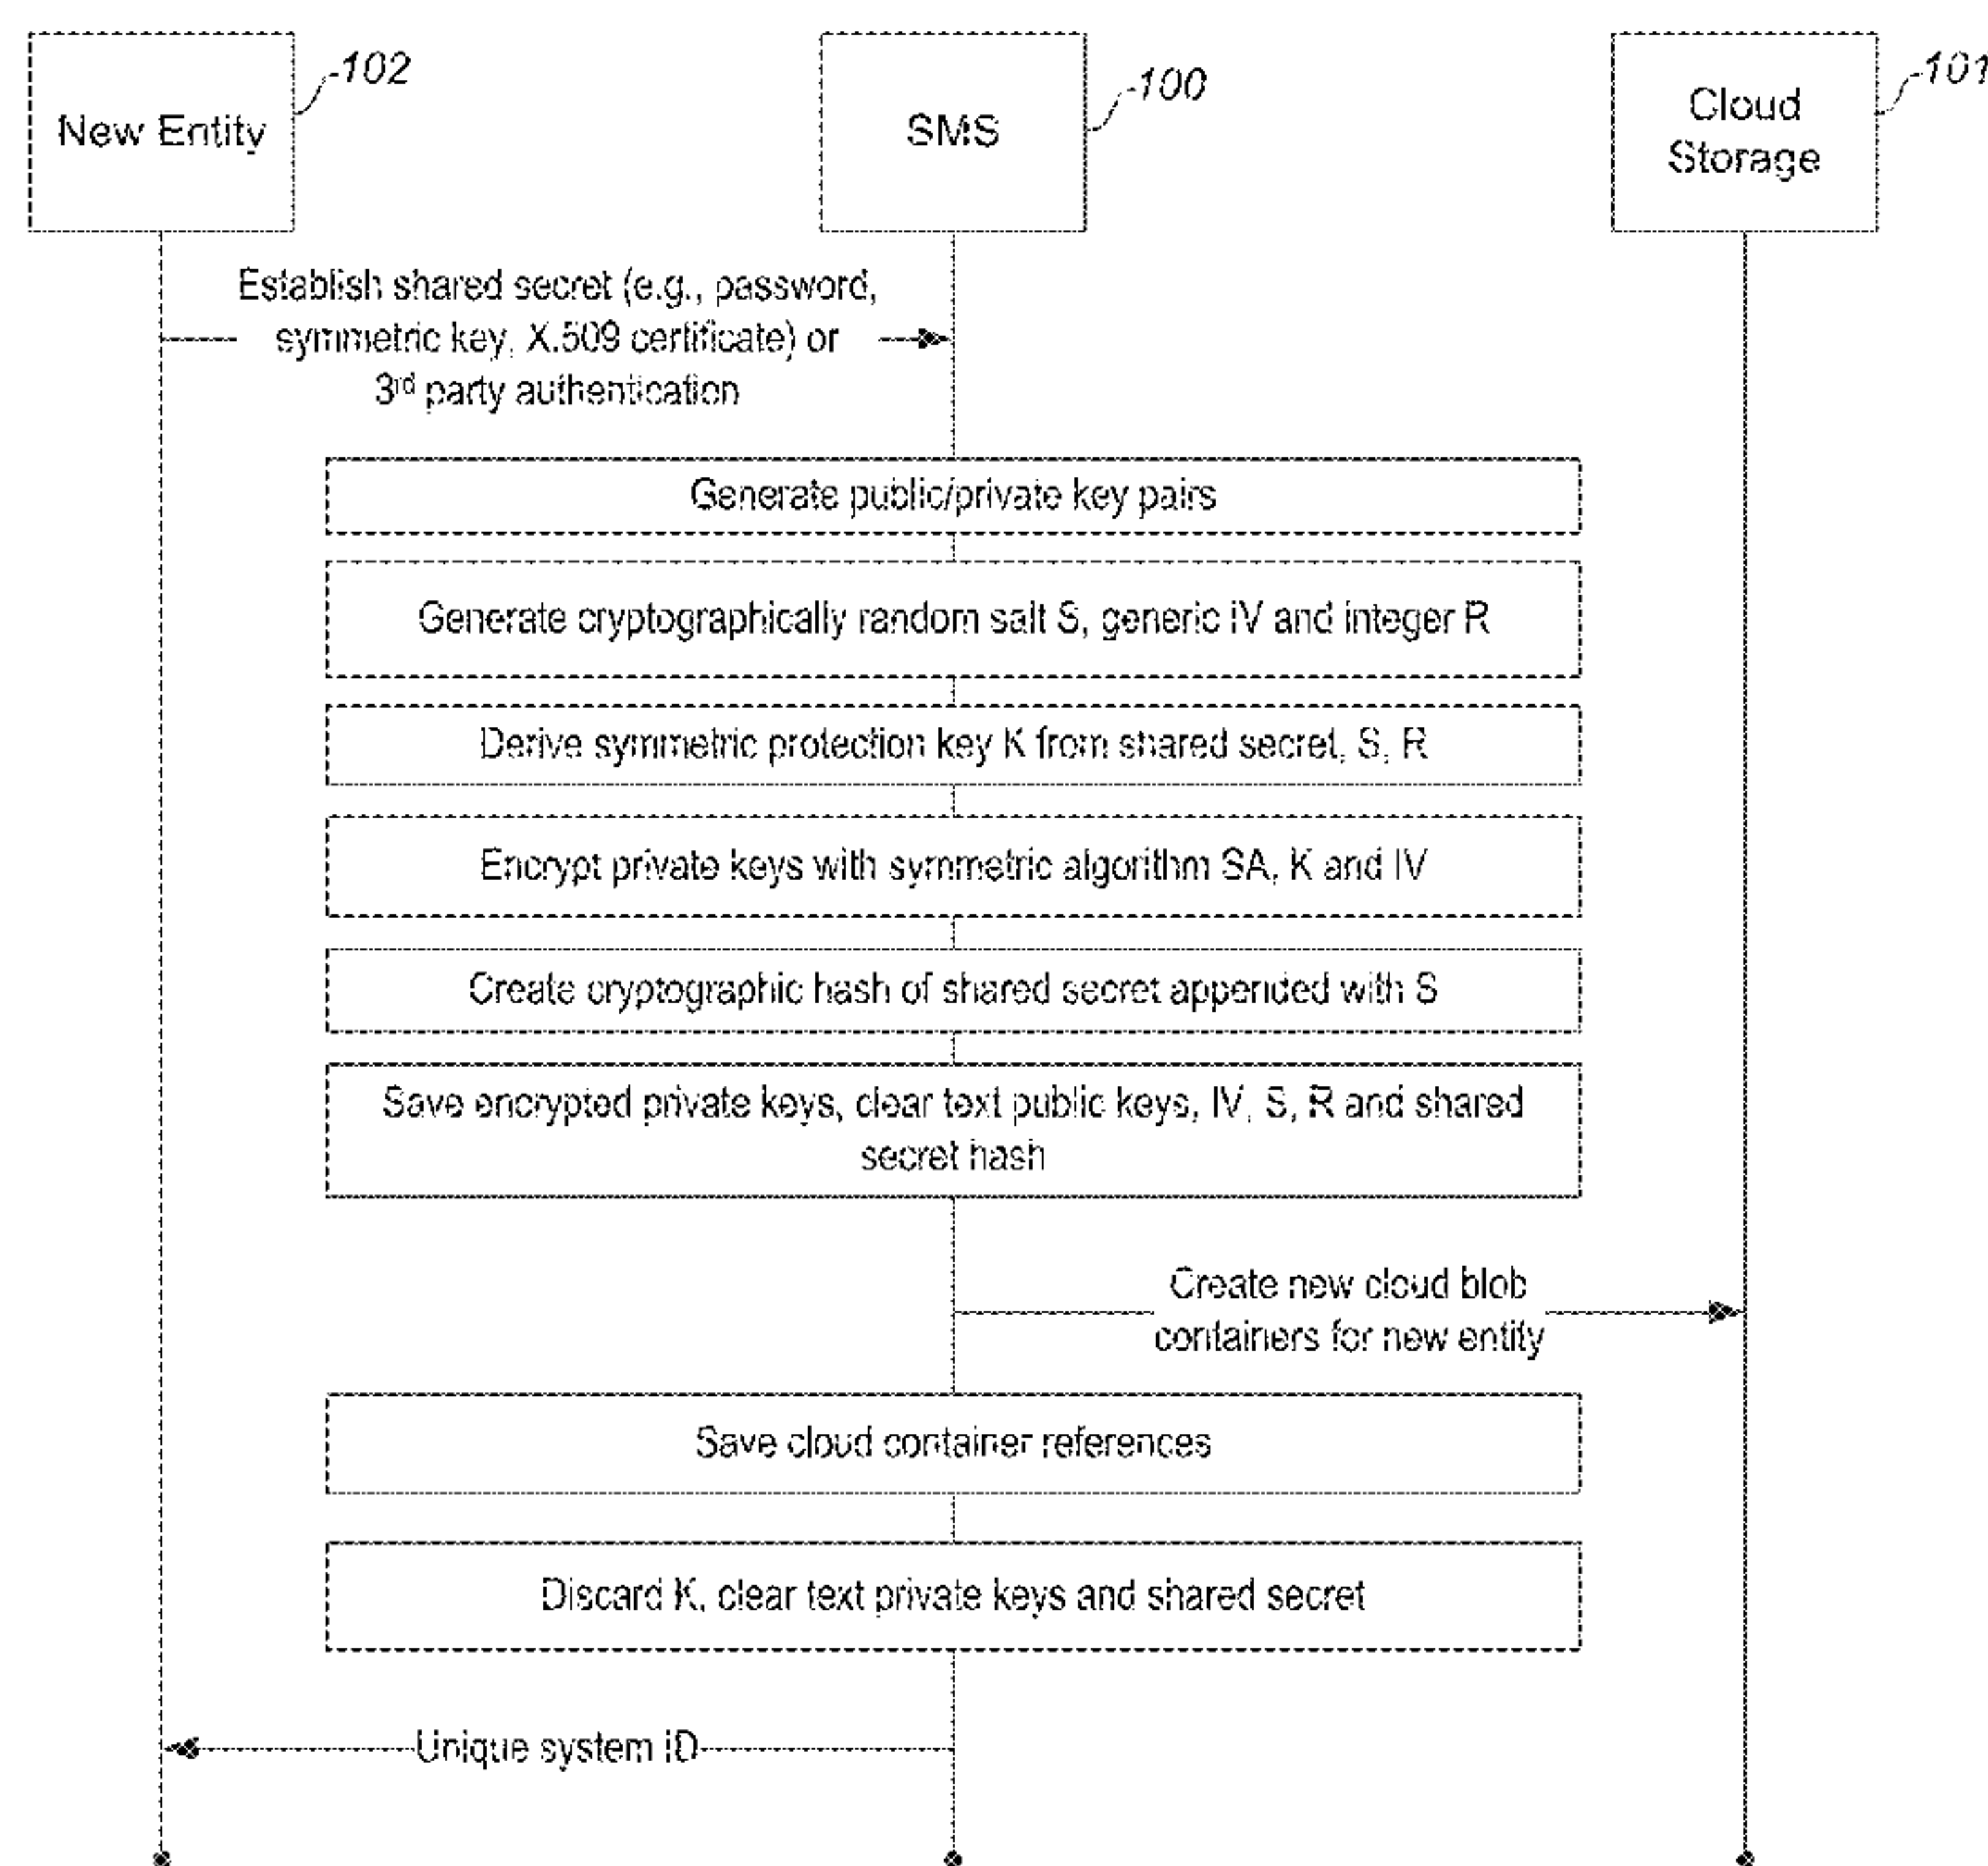 New Entity
102
SMS
100
Cloud
Storage
101
Establish shared secret (e.g., password,
symmetric key, X.509 certificate) or
3rd party authentication
Generate public/private key pairs
Generate cryptographically random salt S, generic IV and integer R
Derive symmetric protection key K from shared secret, S, R
Encrypt private keys with symmetric algorithm SA, K and IV
Create cryptographic hash of shared secret appended with S
Save encrypted private keys, clear text public keys, IV, S, R and shared
secret hash
Create new cloud blob
containers for new entity
Save cloud container references
Discard K, clear text private keys and shared secret
Unique system ID